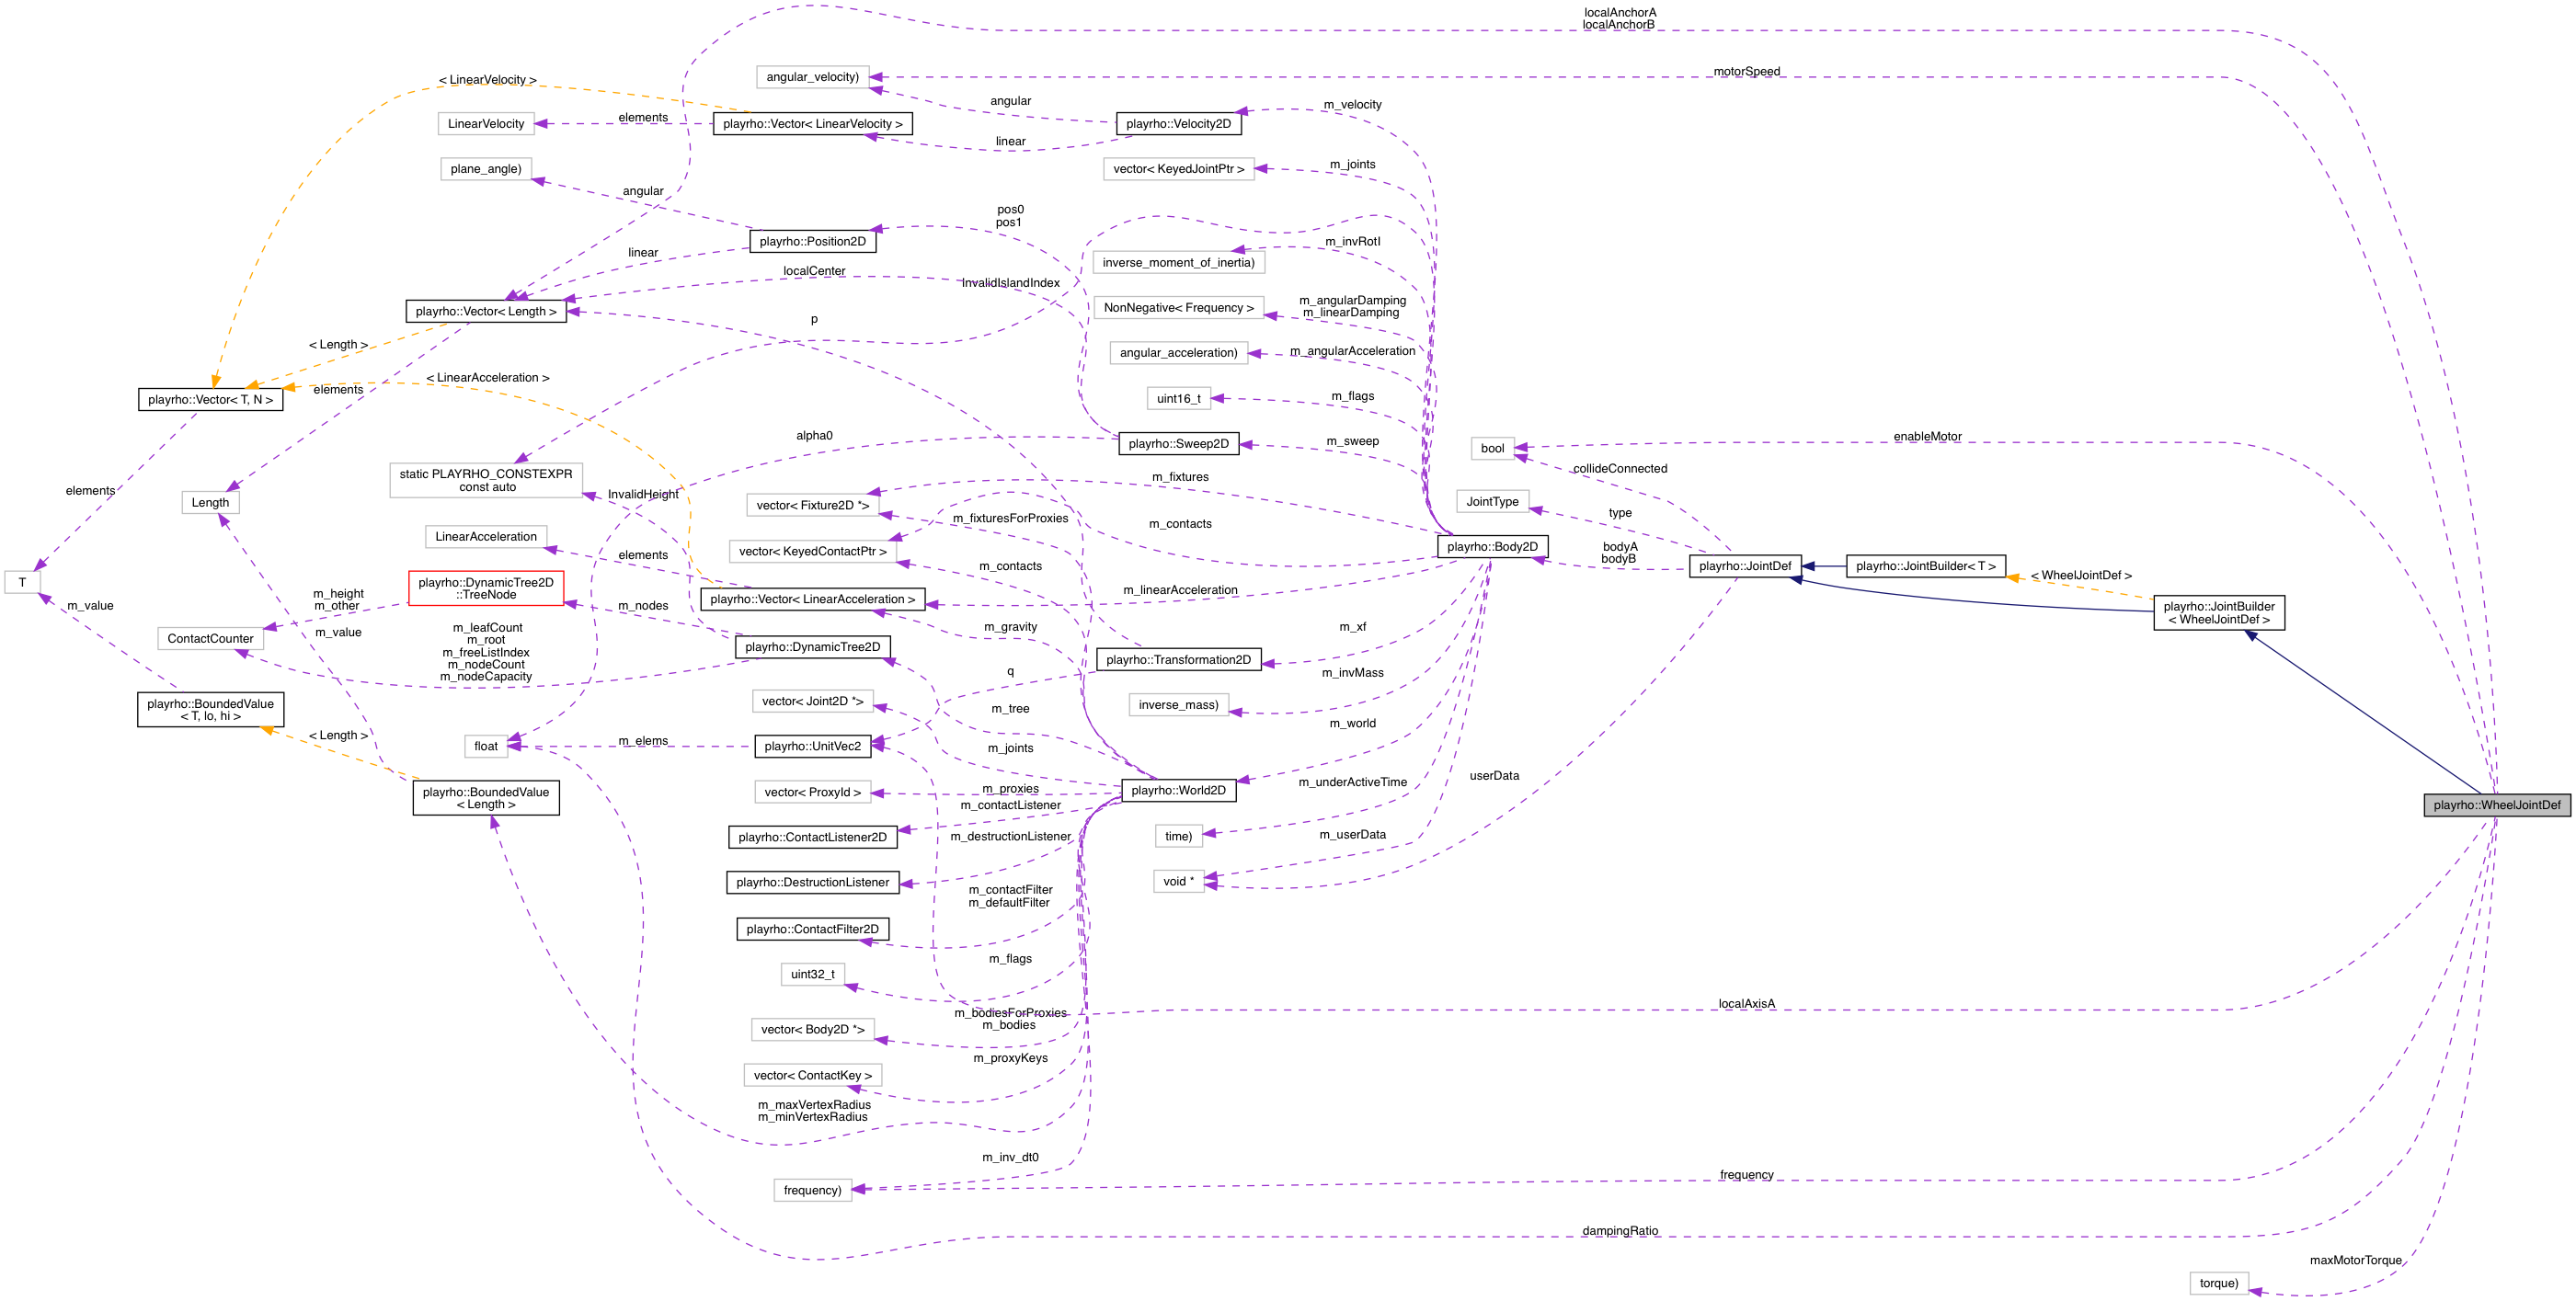 localAnchorA
localAnchorB
angular_velocity)
motorSpeed
< LinearVelocity >
angular
m_velocity
LinearVelocity
elements
playrho::Vector< LinearVelocity >
playrho::Velocity2D
linear
plane_angle)
vector< KeyedJointPtr >
m_joints
angular
pos0
pos1
playrho::Position2D
m_invRotI
linear
localCenter
inverse_moment_of_inertia)
InvalidIslandIndex
playrho::Vector< Length >
p
NonNegative< Frequency >
m_angularDamping
m_linearDamping
< Length >
angular_acceleration)
m_angularAcceleration
< LinearAcceleration >
elements
playrho::Vector< T, N >
uint16_t
m_flags
alpha0
playrho::Sweep2D
m_sweep
bool
enableMotor
collideConnected
static PLAYRHO_CONSTEXPR
const auto
m_fixtures
elements
Length
InvalidHeight
vector< Fixture2D *>
JointType
type
m_fixturesForProxies
m_contacts
LinearAcceleration
vector< KeyedContactPtr >
playrho::Body2D
bodyA
bodyB
elements
m_contacts
playrho::JointDef
playrho::JointBuilder< T >
< WheelJointDef >
T
playrho::DynamicTree2D
::TreeNode
m_height
m_other
m_value
m_nodes
playrho::Vector< LinearAcceleration >
m_linearAcceleration
playrho::JointBuilder
< WheelJointDef >
ContactCounter
m_value
m_leafCount
m_root
m_freeListIndex
m_nodeCount
m_nodeCapacity
m_gravity
m_xf
playrho::DynamicTree2D
playrho::Transformation2D
q
m_invMass
playrho::BoundedValue
< T, lo, hi >
vector< Joint2D *>
m_tree
inverse_mass)
m_world
< Length >
float
m_elems
playrho::UnitVec2
m_joints
userData
playrho::BoundedValue
< Length >
vector< ProxyId >
m_proxies
playrho::World2D
m_underActiveTime
m_contactListener
playrho::WheelJointDef
playrho::ContactListener2D
m_destructionListener
time)
m_userData
playrho::DestructionListener
void *
m_contactFilter
m_defaultFilter
playrho::ContactFilter2D
m_flags
uint32_t
localAxisA
m_bodiesForProxies
m_bodies
vector< Body2D *>
m_proxyKeys
vector< ContactKey >
m_maxVertexRadius
m_minVertexRadius
m_inv_dt0
frequency)
frequency
dampingRatio
maxMotorTorque
torque)